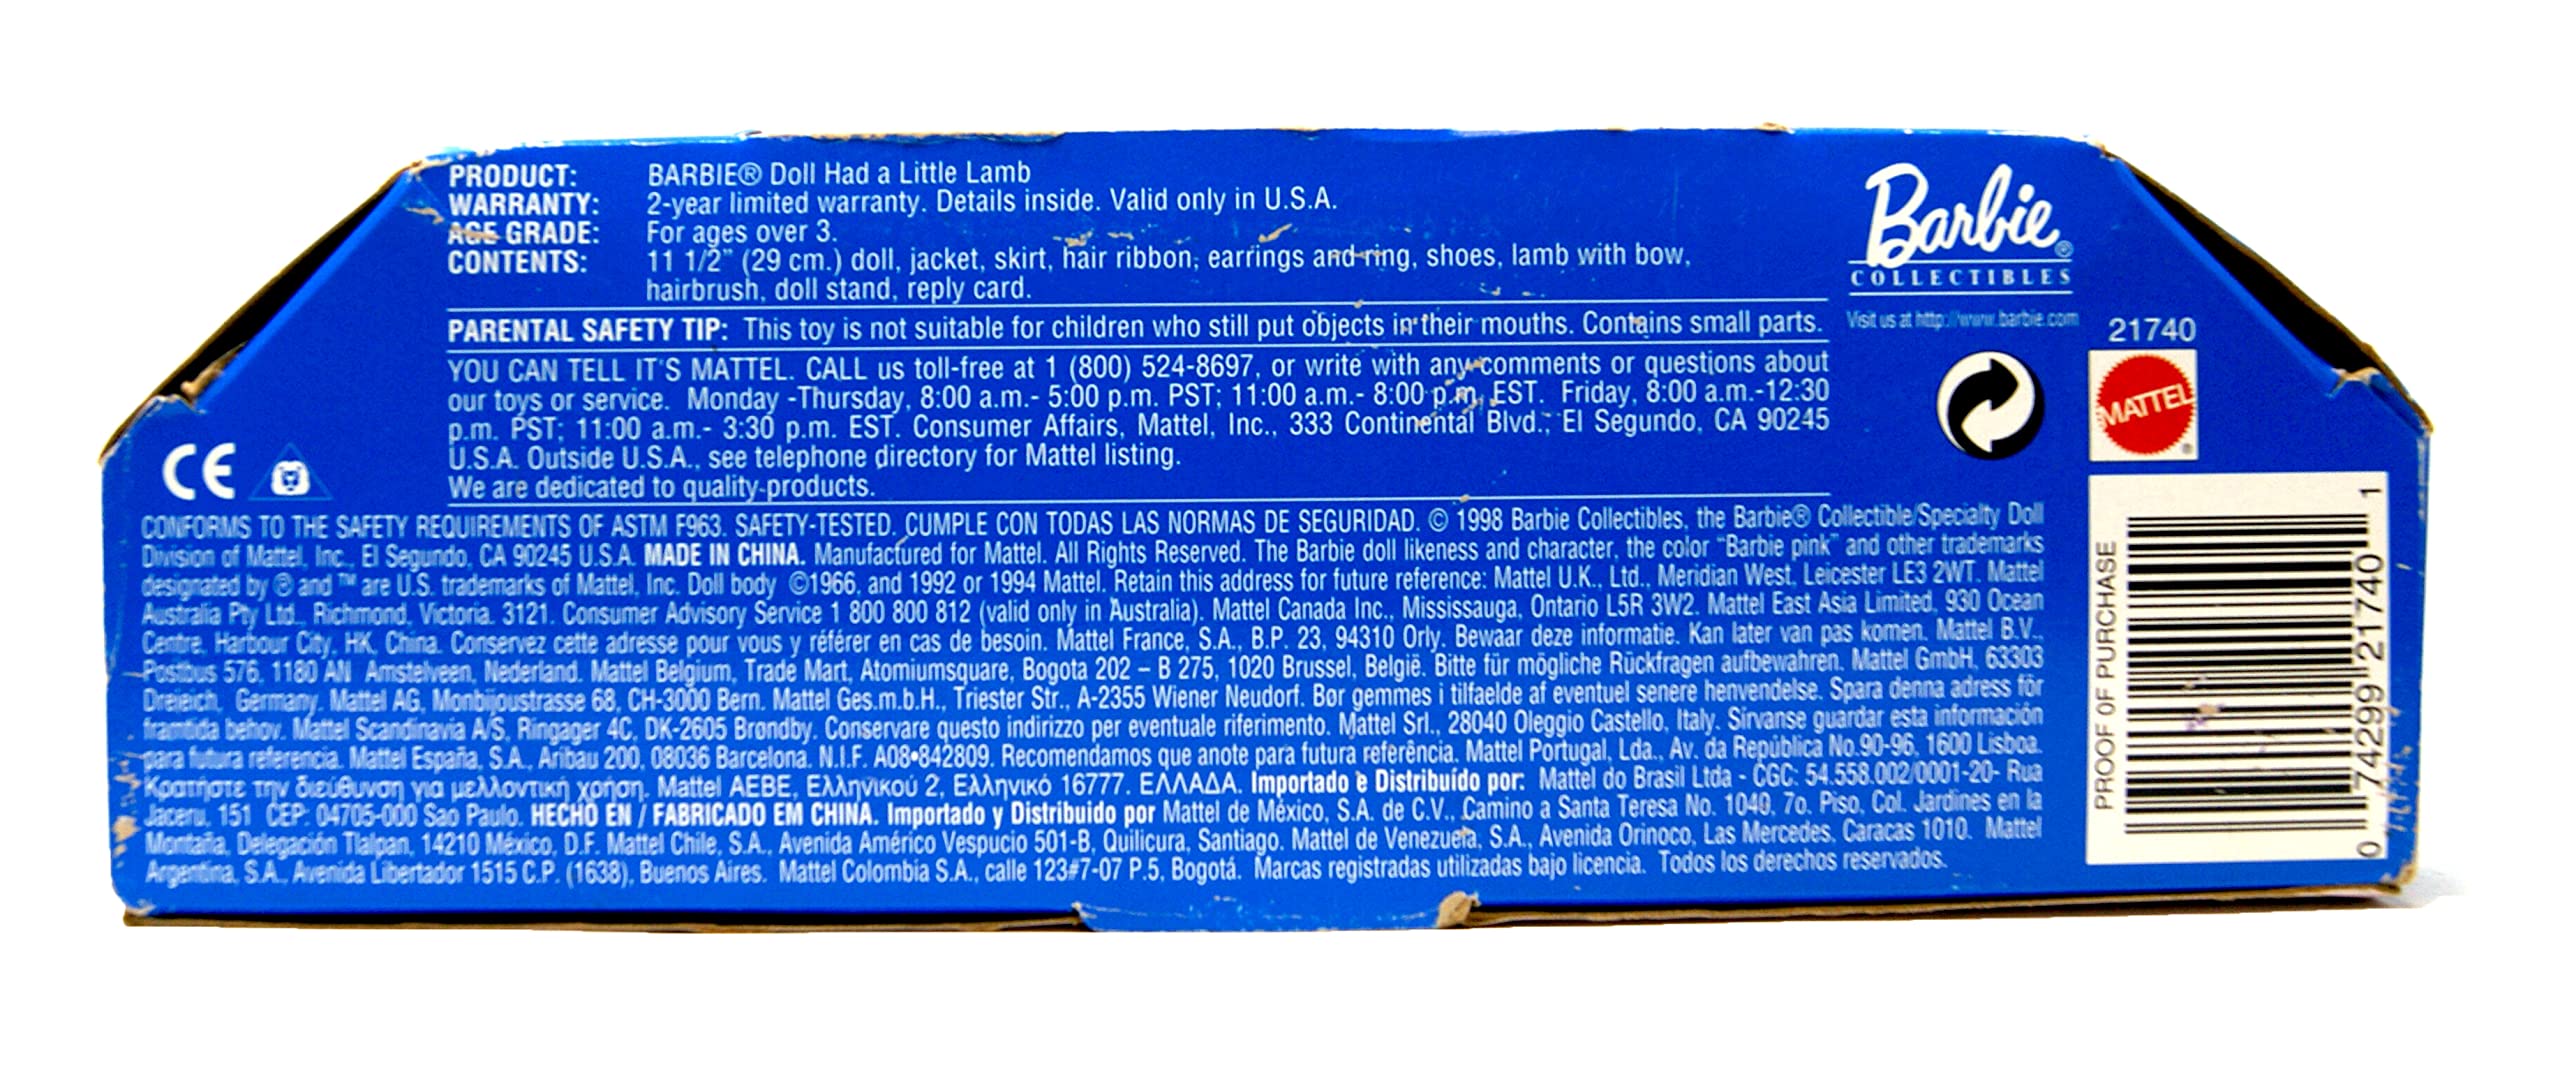 PRODUCT: BARBIE® Doll Had a Little Lamb
WARRANTY: 2-year limited warranty. Details inside. Valid only in U.S.A.
AGE GRADE: For ages over 3.
CONTENTS: 11 1/2" (29 cm.) doll, jacket, skirt, hair ribbon, earrings and ring, shoes, lamb with bow,
hairbrush, doll stand, reply card.
PARENTAL SAFETY TIP: This toy is not suitable for children who still put objects in their mouths. Contains small parts.
YOU CAN TELL IT'S MATTEL. CALL us toll-free at 1 (800) 524-8697, or write with any comments or questions about
our toys or service. Monday -Thursday, 8:00 a.m.- 5:00 p.m. PST; 11:00 a.m.- 8:00 p.m. EST. Friday, 8:00 a.m.-12:30
p.m. PST; 11:00 a.m.- 3:30 p.m. EST. Consumer Affairs, Mattel, Inc., 333 Continental Blvd., El Segundo, CA 90245
U.S.A. Outside U.S.A., see telephone directory for Mattel listing.
We are dedicated to quality products.
Barbie®
COLLECTIBLES
Visit us at http://www.barbie.com
21740
MATTEL®
CE
CONFORMS TO THE SAFETY REQUIREMENTS OF ASTM F963. SAFETY-TESTED. CUMPLE CON TODAS LAS NORMAS DE SEGURIDAD. © 1998 Barbie Collectibles, the Barbie® Collectible/Specialty Doll
Division of Mattel, Inc., El Segundo, CA 90245 U.S.A. MADE IN CHINA. Manufactured for Mattel. All Rights Reserved. The Barbie doll likeness and character, the color "Barbie pink" and other trademarks
designated by ® and ™ are U.S. trademarks of Mattel, Inc. Doll body ©1966, and 1992 or 1994 Mattel. Retain this address for future reference: Mattel U.K., Ltd., Meridian West, Leicester LE3 2WT. Mattel
Australia Pty Ltd., Richmond, Victoria. 3121. Consumer Advisory Service 1 800 800 812 (valid only in Australia). Mattel Canada Inc., Mississauga, Ontario L5R 3W2. Mattel East Asia Limited, 930 Ocean
Centre, Harbour City, HK, China. Conservez cette adresse pour vous y référer en cas de besoin. Mattel France, S.A., B.P. 23, 94310 Orly. Bewaar deze informatie. Kan later van pas komen. Mattel B.V.,
Postbus 576, 1180 AN Amstelveen, Nederland. Mattel Belgium, Trade Mart, Atomiumsquare, Bogota 202 – B 275, 1020 Brussel, België. Bitte für mögliche Rückfragen aufbewahren. Mattel GmbH, 63303
Dreieich, Germany. Mattel AG, Monbijoustrasse 68, CH-3000 Bern. Mattel Ges.m.b.H., Triester Str., A-2355 Wiener Neudorf. Bør gemmes i tilfaelde af eventuel senere henvendelse. Spara denna adress för
framtida behov. Mattel Scandinavia A/S, Ringager 4C, DK-2605 Brøndby. Conservare questo indirizzo per eventuale riferimento. Mattel Srl., 28040 Oleggio Castello, Italy. Sírvanse guardar esta información
para futura referencia. Mattel España, S.A., Aribau 200, 08036 Barcelona. N.I.F. A08•842809. Recomendamos que anote para futura referência. Mattel Portugal, Lda., Av. da República No.90-96, 1600 Lisboa.
Κρατήστε την διεύθυνση για μελλοντική χρήση. Mattel AEBE, Ελληνικού 2, Ελληνικό 16777. ΕΛΛΑΔΑ. Importado e Distribuído por: Mattel do Brasil Ltda - CGC: 54.558.002/0001-20- Rua
Jaceru, 151 CEP: 04705-000 Sao Paulo. HECHO EN / FABRICADO EM CHINA. Importado y Distribuido por Mattel de México, S.A. de C.V., Camino a Santa Teresa No. 1040, 7o. Piso, Col. Jardines en la
Montaña, Delegación Tlalpan, 14210 México, D.F. Mattel Chile, S.A., Avenida Américo Vespucio 501-B, Quilicura, Santiago. Mattel de Venezuela, S.A., Avenida Orinoco, Las Mercedes, Caracas 1010. Mattel
Argentina, S.A., Avenida Libertador 1515 C.P. (1638), Buenos Aires. Mattel Colombia S.A., calle 123#7-07 P.5, Bogotá. Marcas registradas utilizadas bajo licencia. Todos los derechos reservados.
PROOF OF PURCHASE
0 74299 21740 1